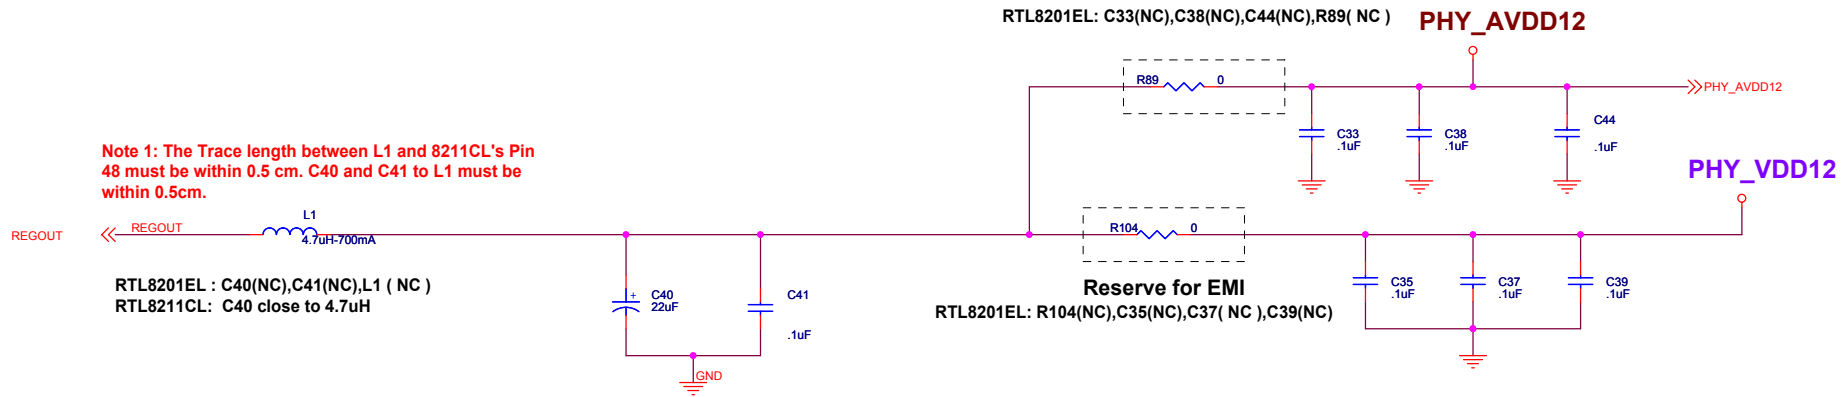 RTL8201EL: C33(NC),C38(NC),C44(NC),R89( NC )
PHY_AVDD12
R89
0
PHY_AVDD12
C33
.1uF
C38
.1uF
C44
.1uF
Note 1: The Trace length between L1 and 8211CL's Pin
48 must be within 0.5 cm. C40 and C41 to L1 must be
within 0.5cm.
PHY_VDD12
REGOUT
REGOUT
L1
4.7uH-700mA
R104
0
RTL8201EL : C40(NC),C41(NC),L1 ( NC )
RTL8211CL: C40 close to 4.7uH
+
C40
22uF
C41
.1uF
Reserve for EMI
RTL8201EL: R104(NC),C35(NC),C37( NC ),C39(NC)
C35
.1uF
C37
.1uF
C39
.1uF
GND